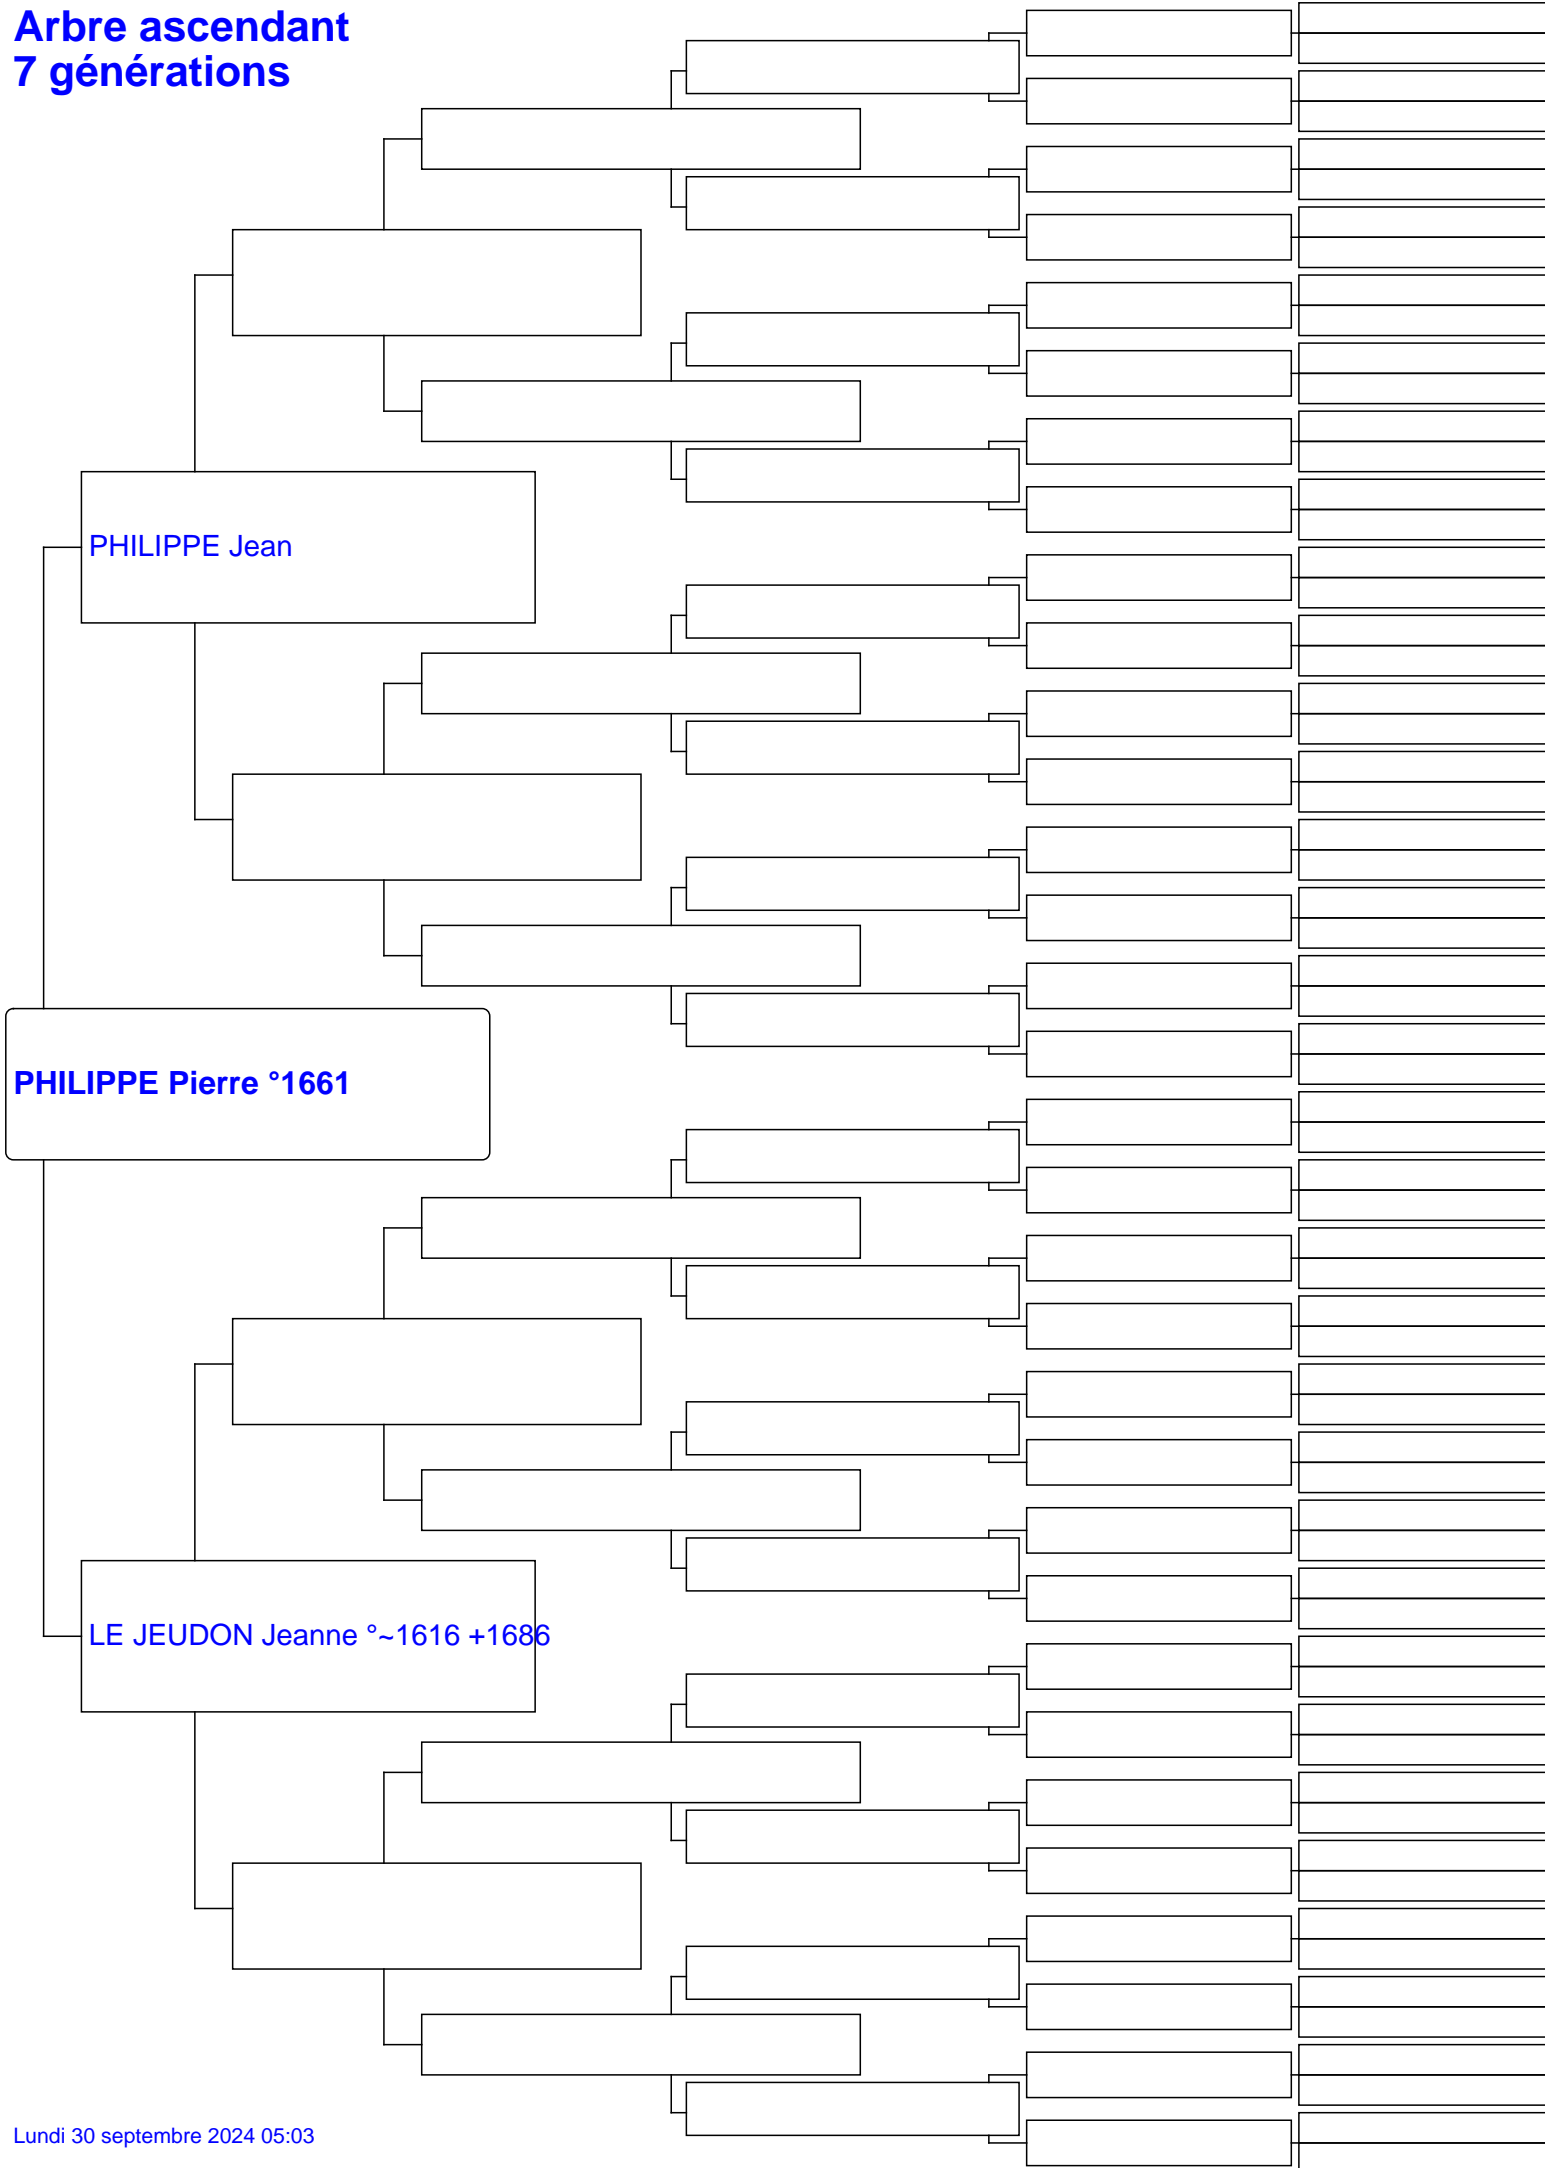 Arbre ascendant
7 générations
PHILIPPE Jean
PHILIPPE Pierre °1661
LE JEUDON Jeanne °~1616 +1686
Lundi 30 septembre 2024 05:03